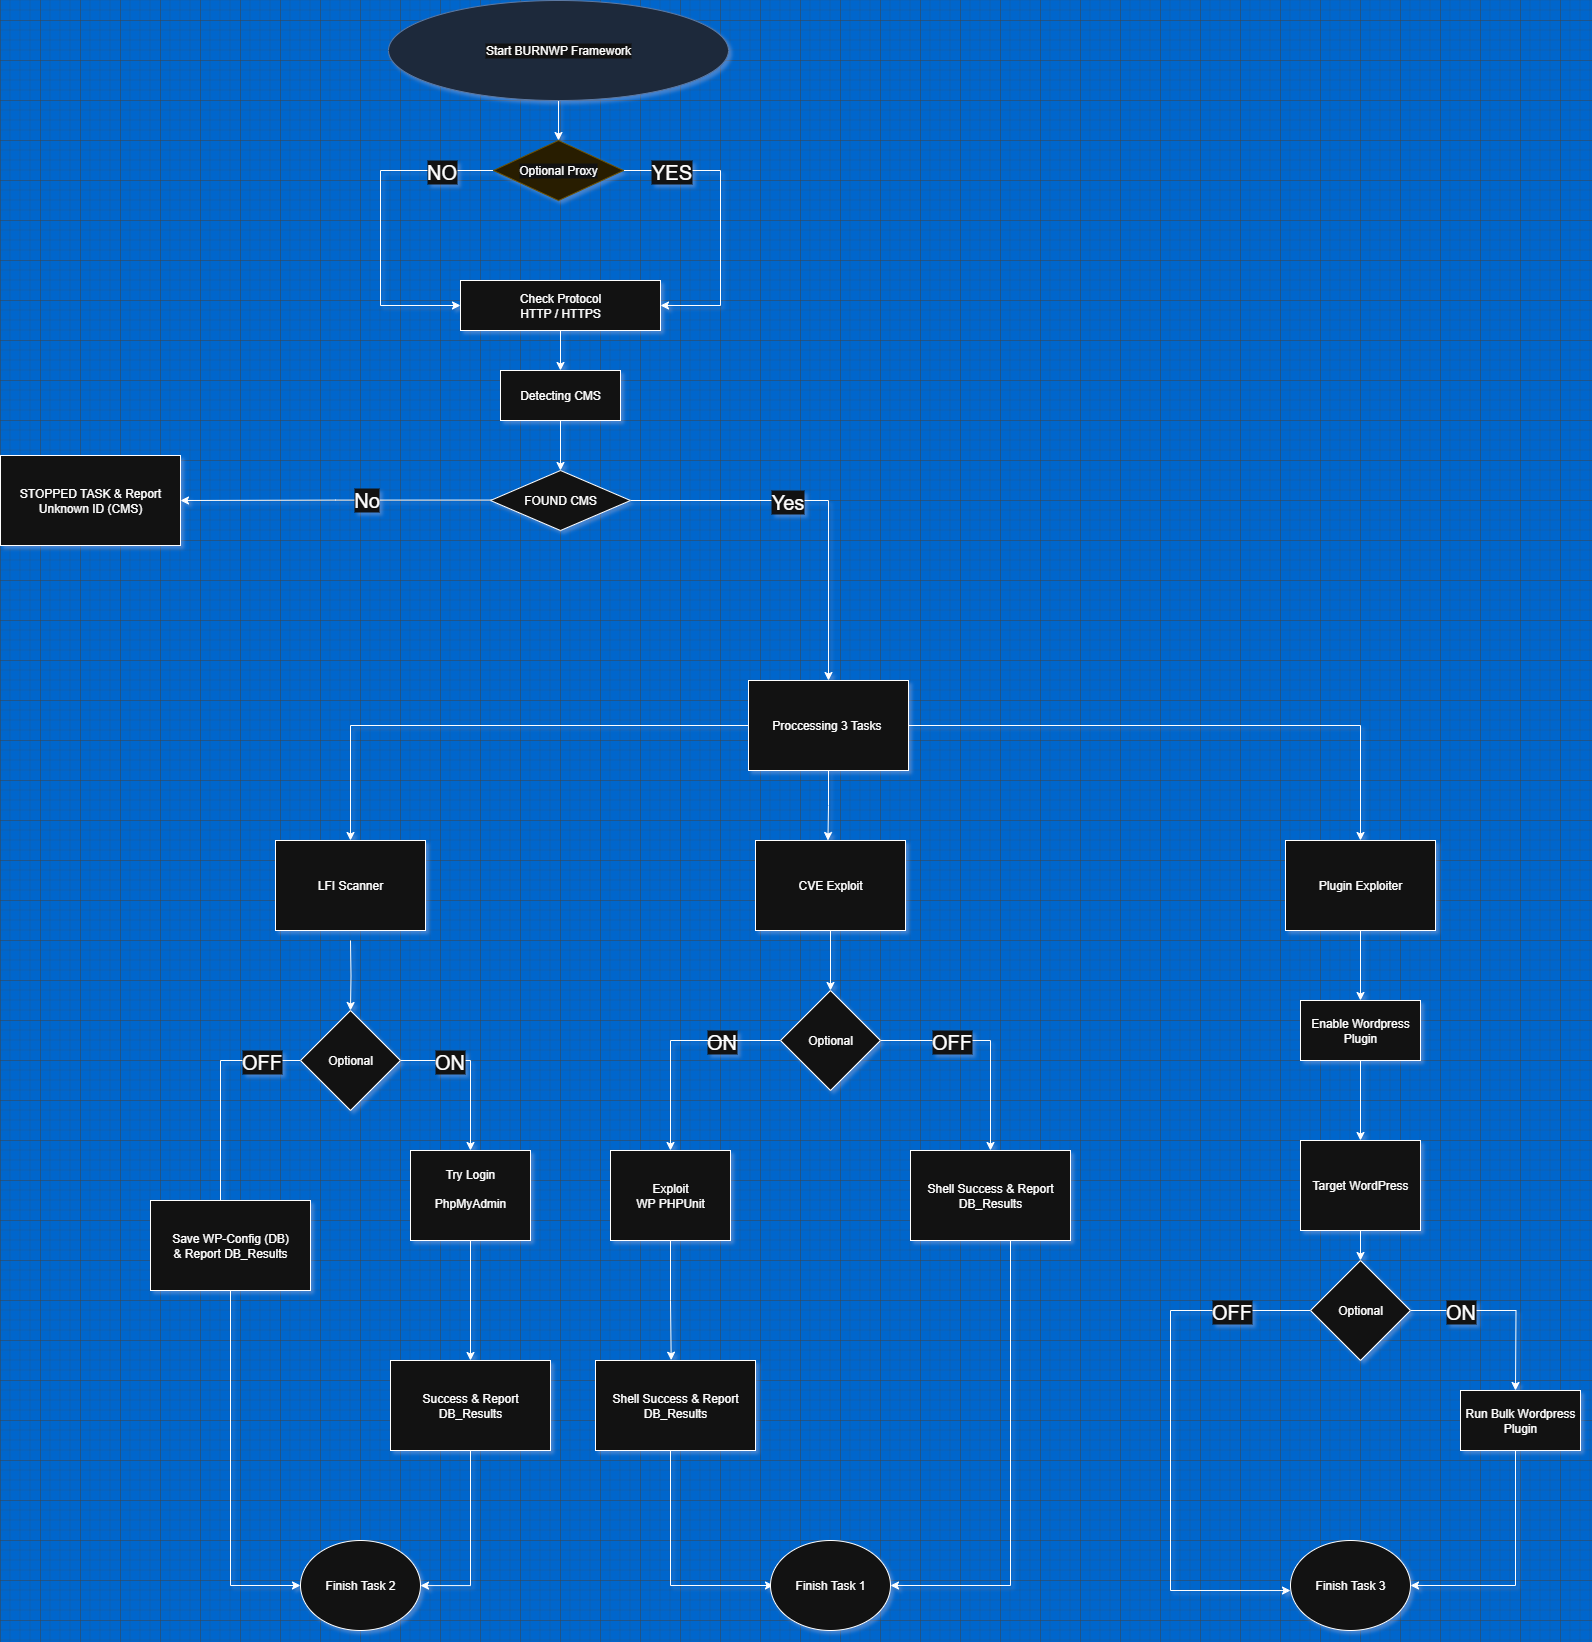 Start BURNWP Framework
Optional Proxy
NO
YES
Check Protocol
HTTP / HTTPS
Detecting CMS
STOPPED TASK & Report
Unknown ID (CMS)
No
FOUND CMS
Yes
Proccessing 3 Tasks
LFI Scanner
CVE Exploit
Plugin Exploiter
Enable Wordpress
Plugin
OFF
Optional
ON
ON
Optional
OFF
Try Login
PhpMyAdmin
Exploit
WP PHPUnit
Shell Success & Report
DB_Results
Target WordPress
Save WP-Config (DB)
& Report DB_Results
OFF
Optional
ON
Success & Report
DB_Results
Shell Success & Report
DB_Results
Run Bulk Wordpress
Plugin
Finish Task 2
Finish Task 1
Finish Task 3